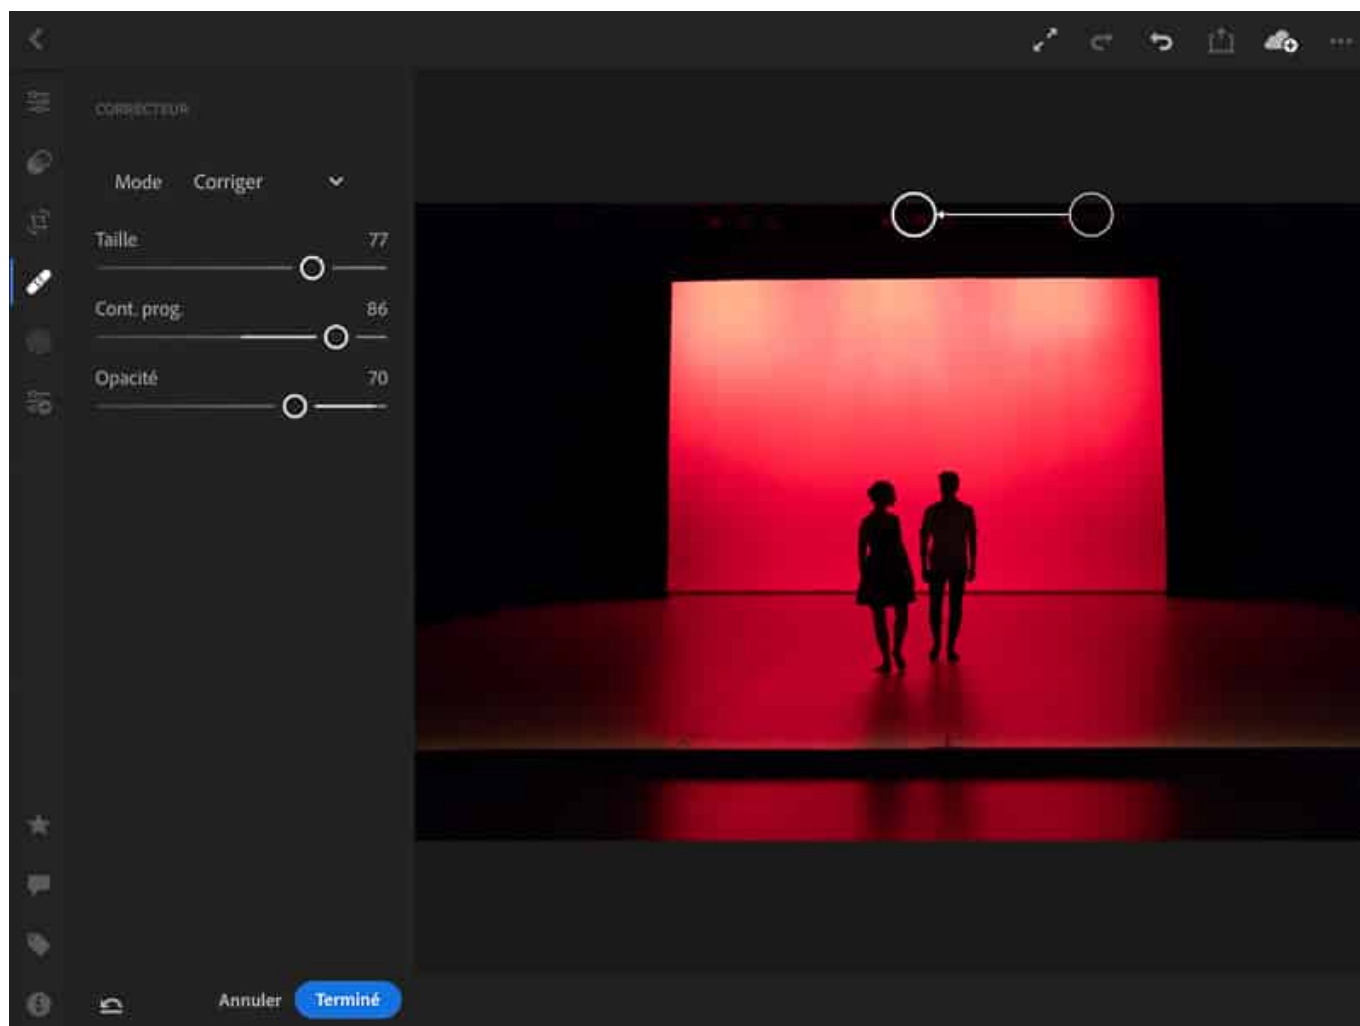 CORRECTEUR
Mode Corriger
Taille 77
Cont. prog. 86
Opacité 70
Annuler Terminé